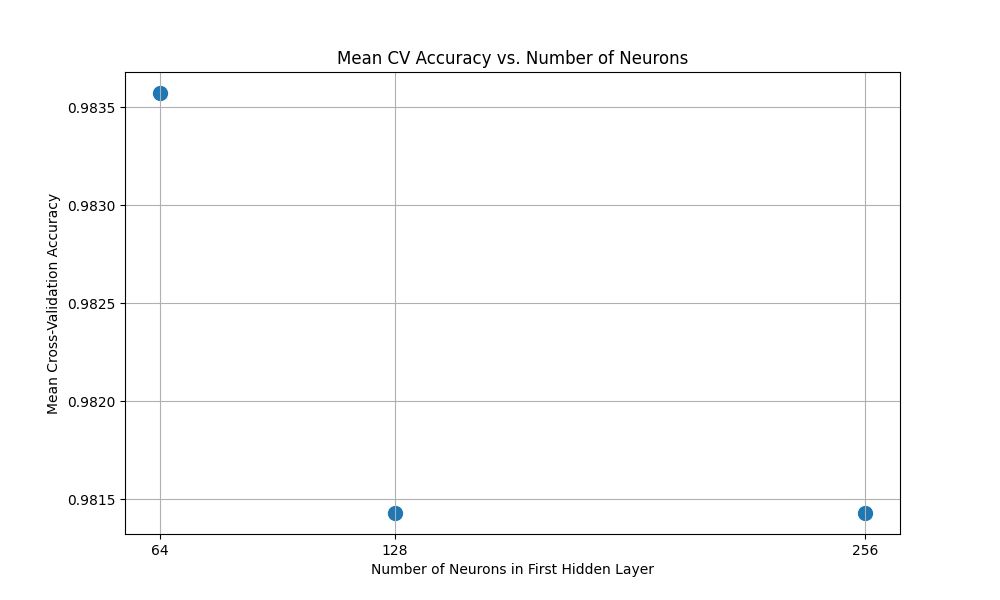 Mean CV Accuracy vs. Number of Neurons
Mean Cross-Validation Accuracy
0.9835
0.9830
0.9825
0.9820
0.9815
64 128 256
Number of Neurons in First Hidden Layer